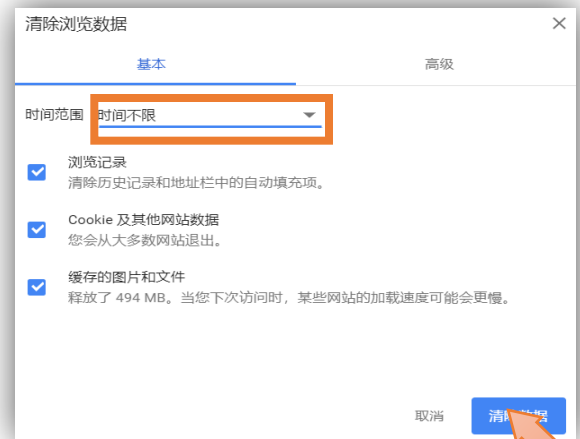 清除浏览数据
基本 高级
时间范围 时间不限
浏览记录
清除历史记录和地址栏中的自动填充项。
Cookie 及其他网站数据
您会从大多数网站退出。
缓存的图片和文件
释放了 494 MB。当您下次访问时，某些网站的加载速度可能会更慢。
取消 清除数据